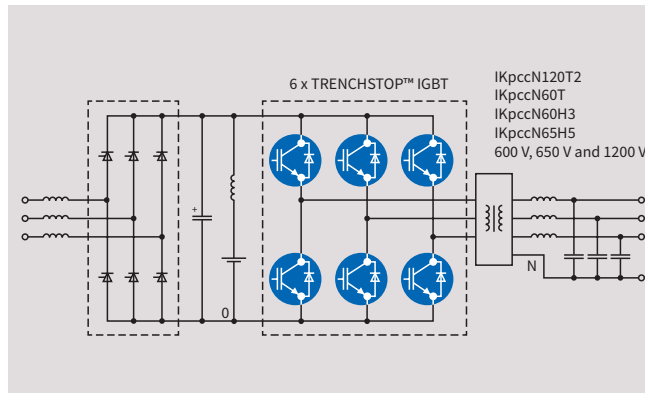 6 x TRENCHSTOP™ IGBT
IKpccN120T2
IKpccN60T
IKpccN60H3
IKpccN65H5
600 V, 650 V and 1200 V
+
0
N